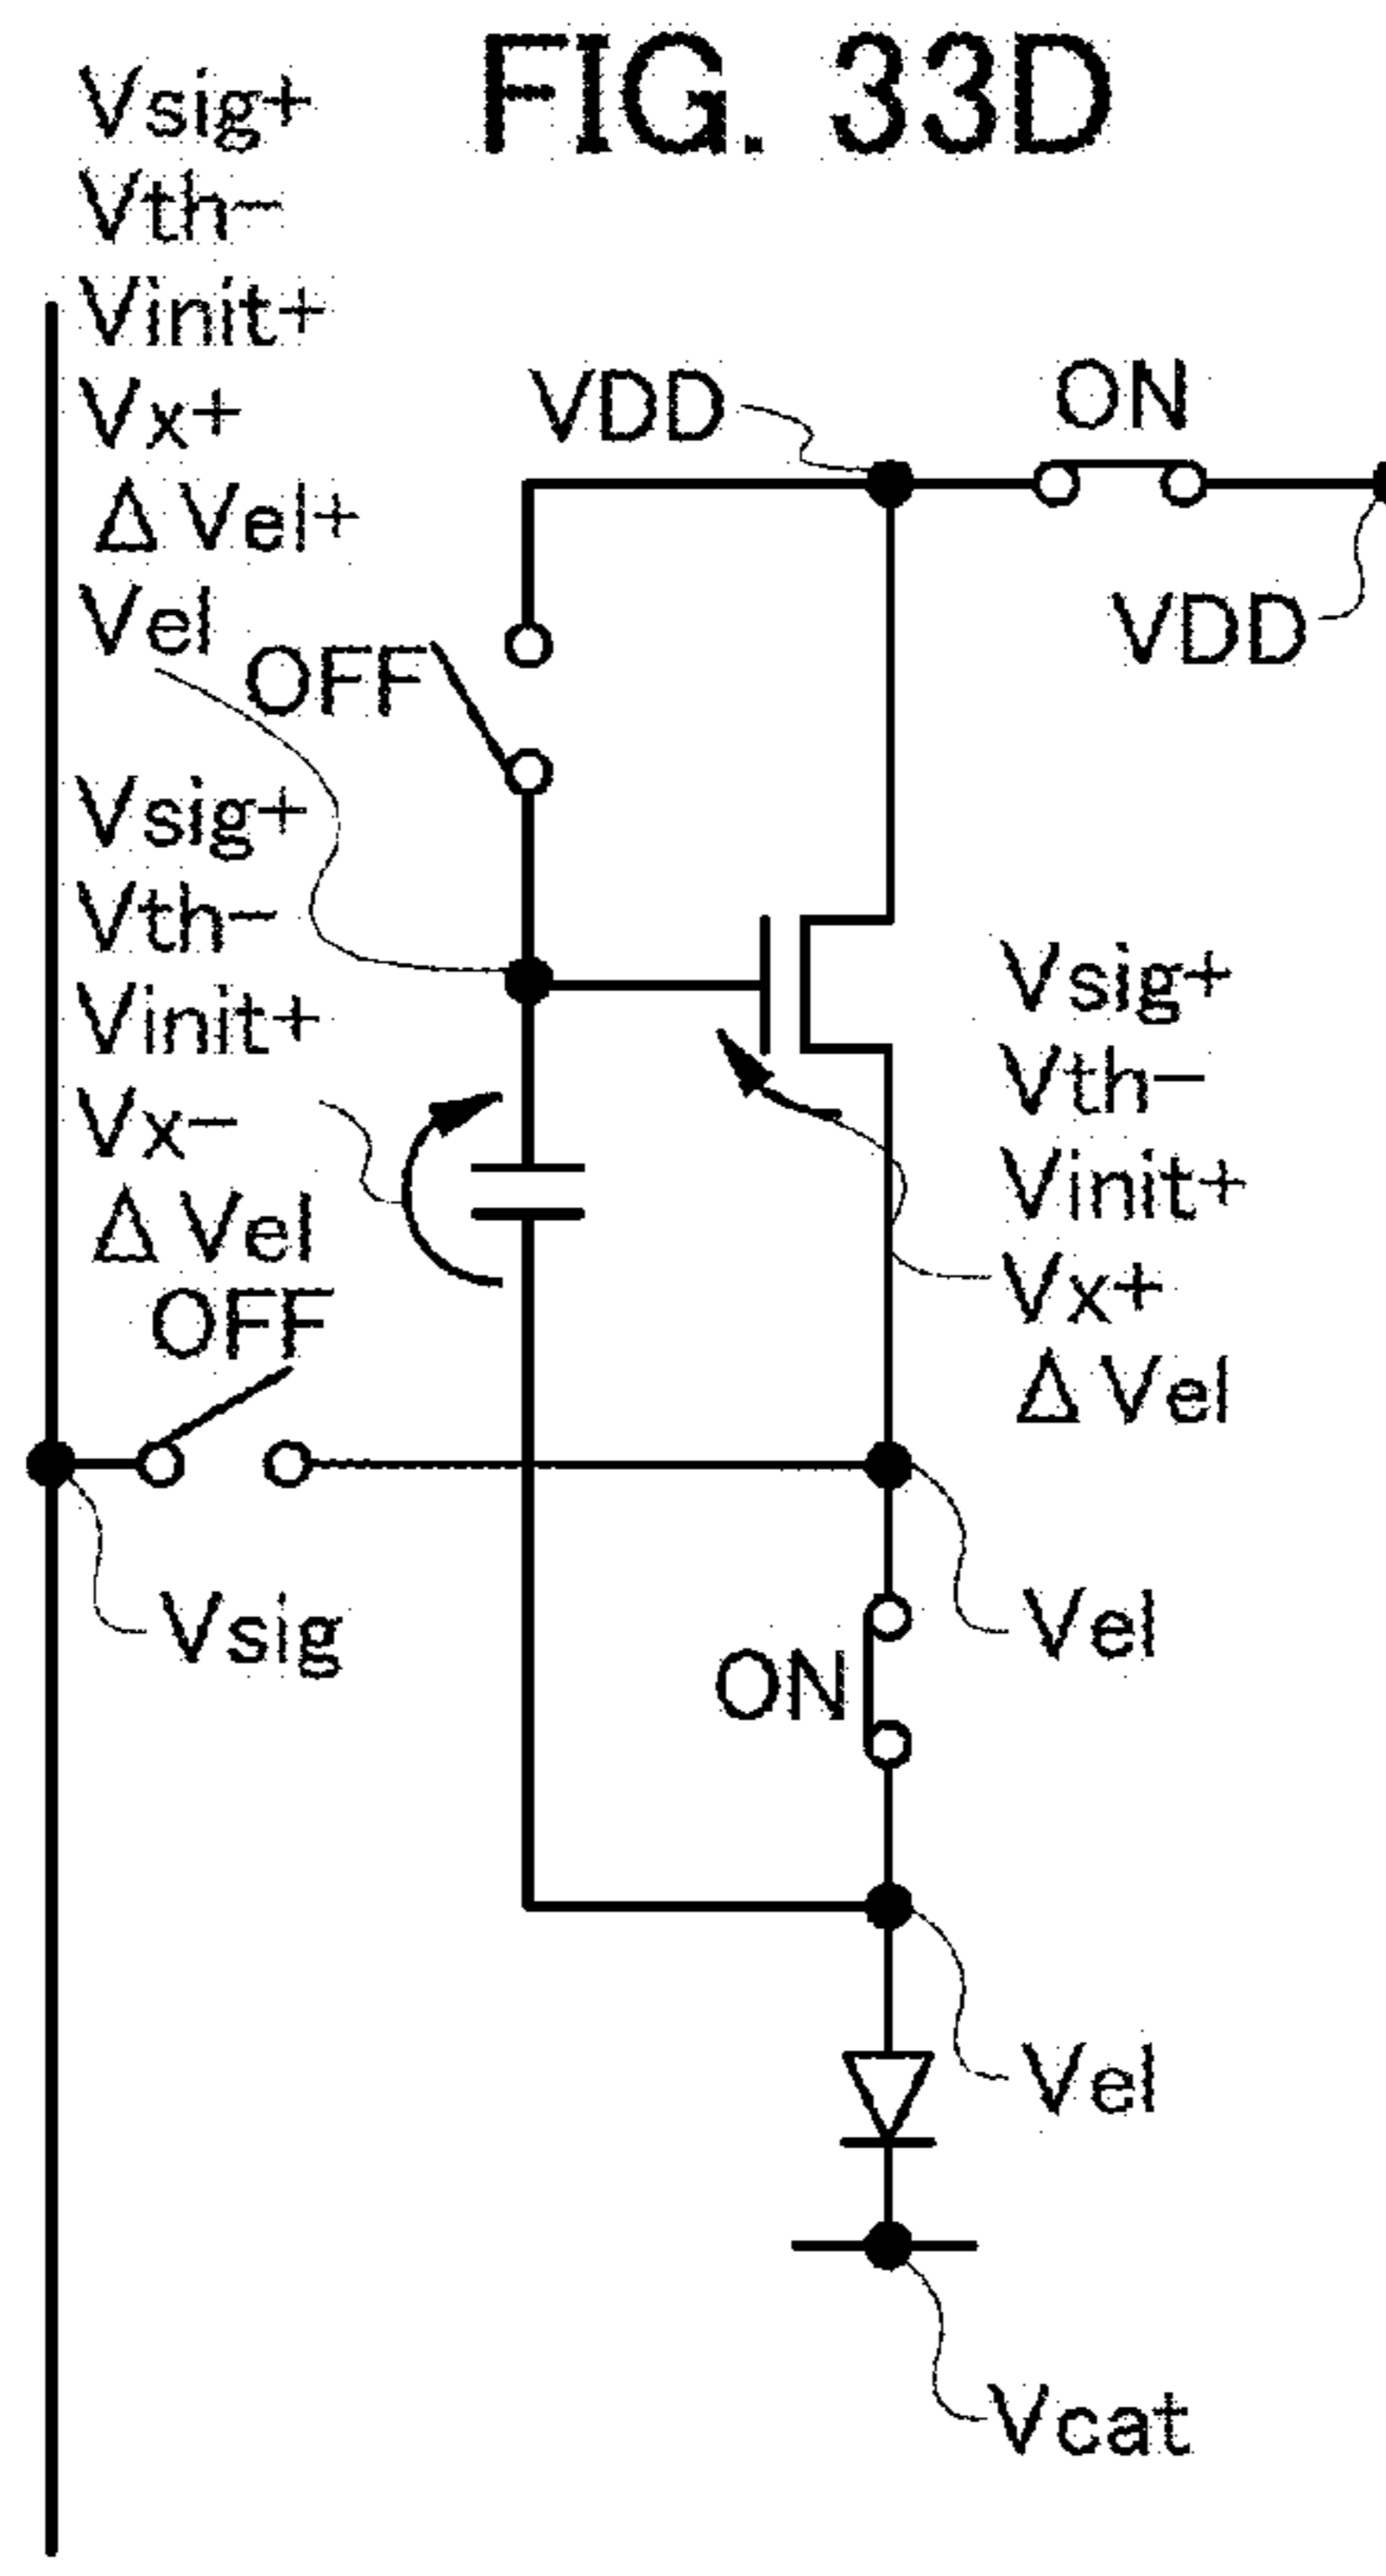 FIG. 33D
Vsig+
Vth−
Vinit+
Vx+
ΔVel+
Vel
VDD
ON
VDD
OFF
Vsig+
Vth−
Vinit+
Vx−
ΔVel
OFF
Vsig+
Vth−
Vinit+
Vx+
ΔVel
Vsig
Vel
ON
Vel
Vcat